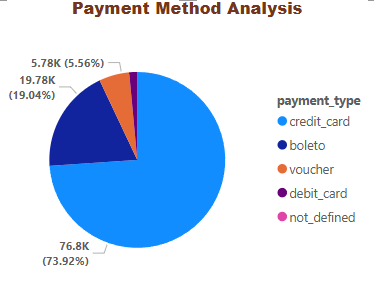 Payment Method Analysis
5.78K (5.56%)
19.78K
(19.04%)
76.8K
(73.92%)
payment_type
credit_card
boleto
voucher
debit_card
not_defined